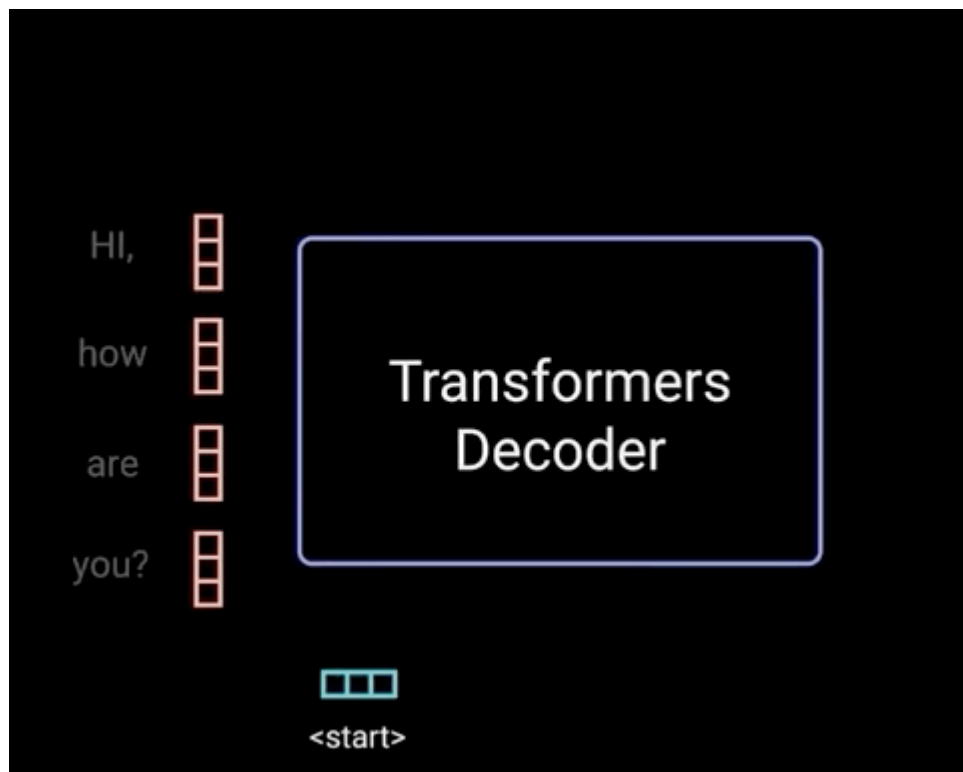 HI,
how
are
you?
Transformers
Decoder
<start>